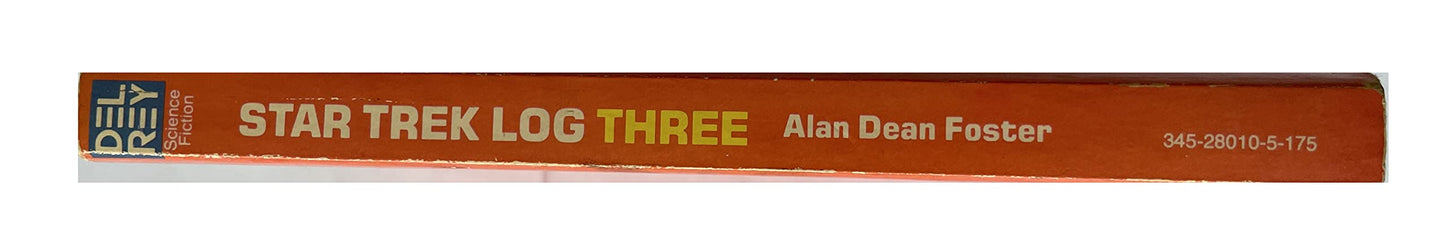 DEL
REY
Science
Fiction
STAR TREK LOG THREE
Alan Dean Foster
345-28010-5-175